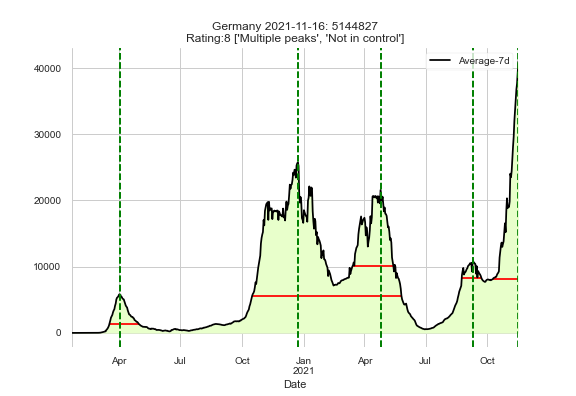 Germany 2021-11-16: 5144827
Rating:8 ['Multiple peaks', 'Not in control']
Average-7d
40000
30000
20000
10000
0
Apr Jul Oct Jan Apr Jul Oct
2021
Date